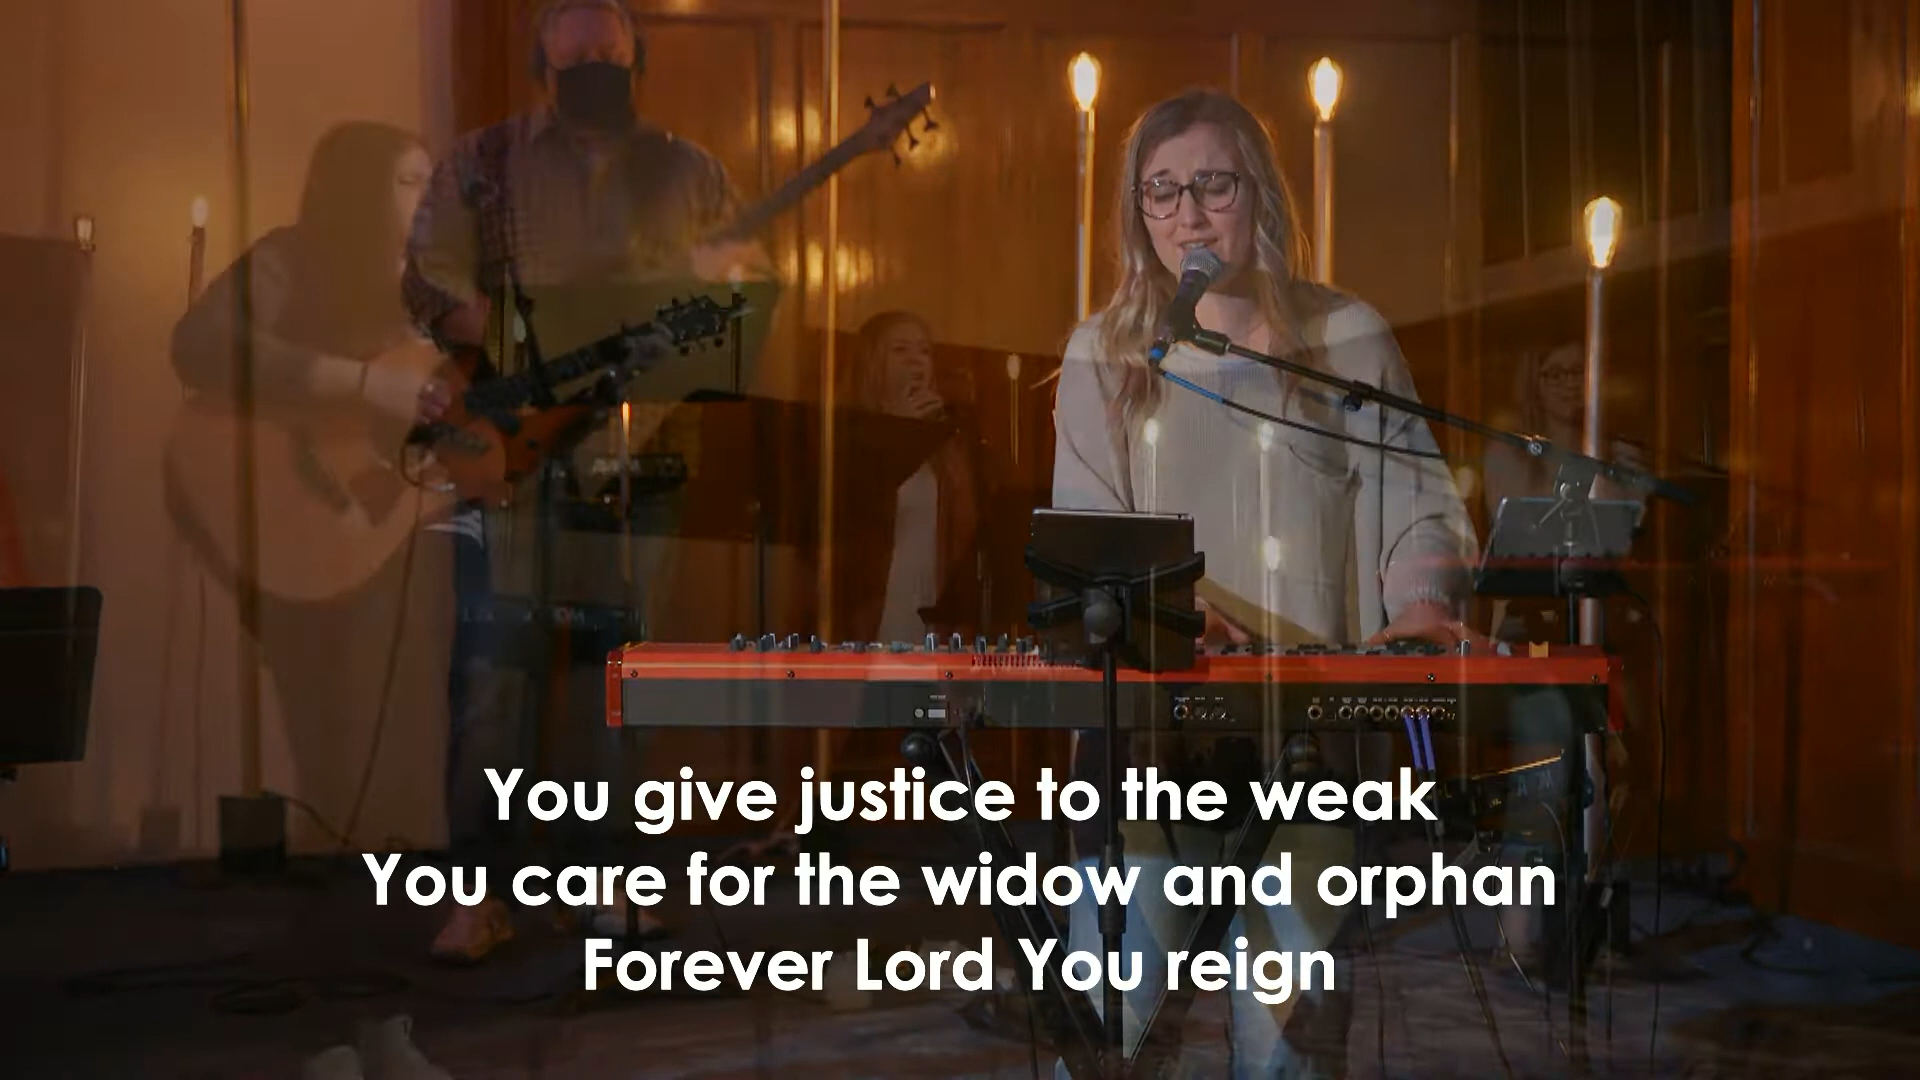 You give justice to the weak
You care for the widow and orphan
Forever Lord You reign